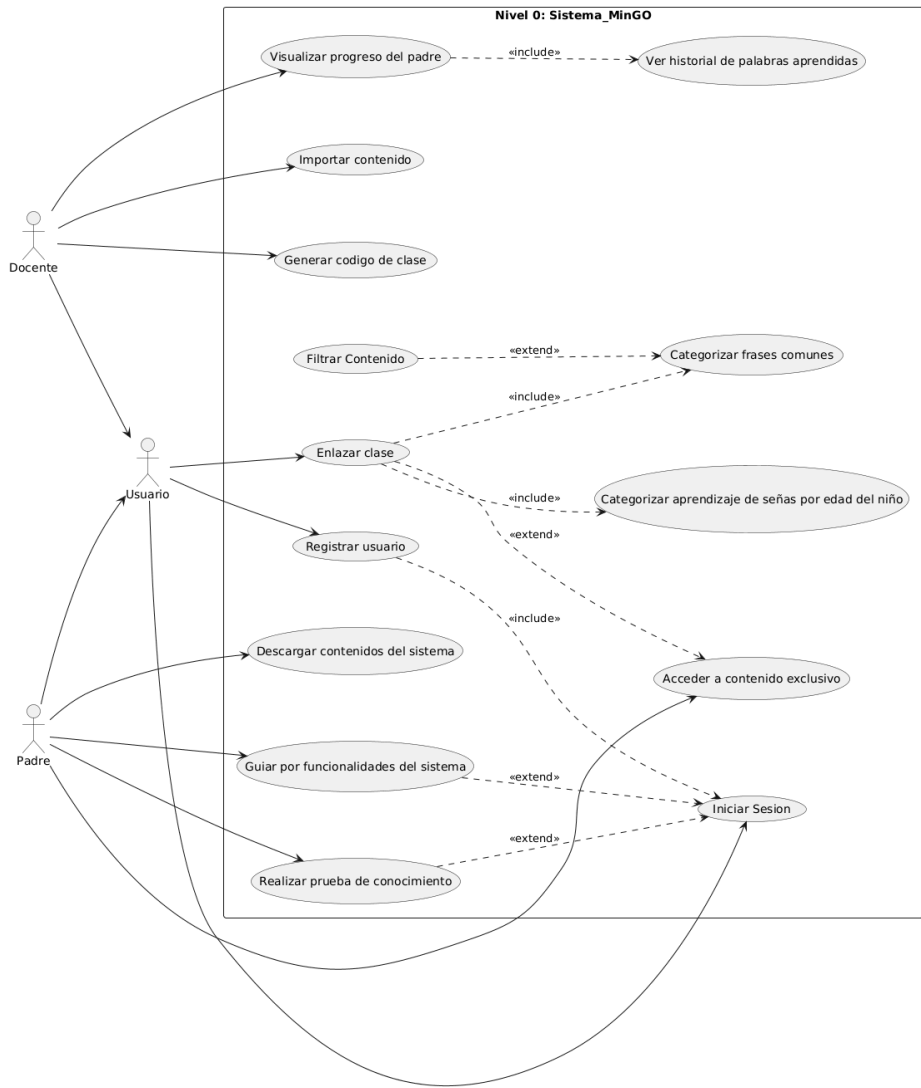 Nivel 0: Sistema_MinGO
Visualizar progreso del padre
«include»
Ver historial de palabras aprendidas
Importar contenido
Docente
Generar codigo de clase
Filtrar Contenido
«extend»
Categorizar frases comunes
«include»
Usuario
Enlazar clase
«include»
Categorizar aprendizaje de señas por edad del niño
«extend»
Registrar usuario
«include»
Descargar contenidos del sistema
Acceder a contenido exclusivo
Padre
Guiar por funcionalidades del sistema
«extend»
Iniciar Sesion
«extend»
Realizar prueba de conocimiento